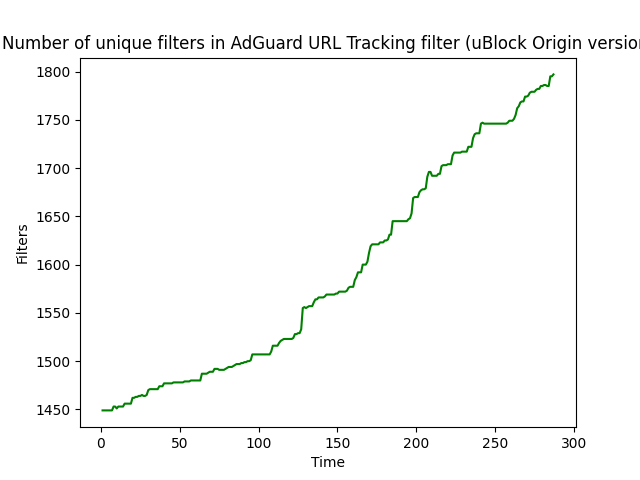 Number of unique filters in AdGuard URL Tracking filter (uBlock Origin version
1800
1750
1700
1650
1600
1550
1500
1450
Filters
0 50 100 150 200 250 300
Time